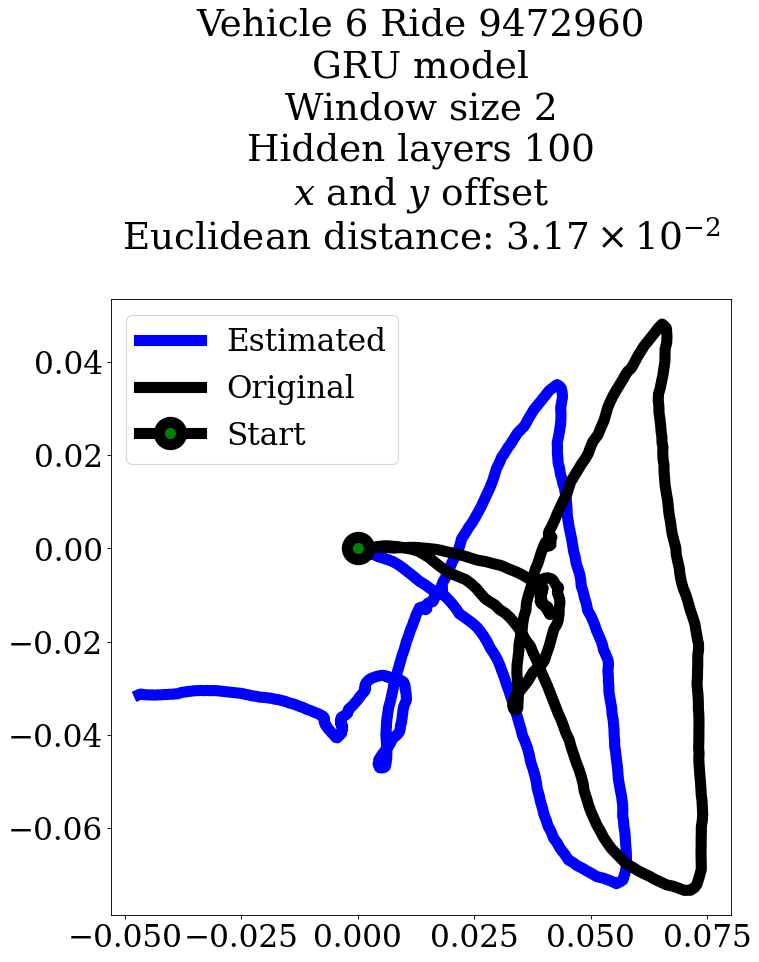 Vehicle 6 Ride 9472960
GRU model
Window size 2
Hidden layers 100
x and y offset
Euclidean distance: 3.17 × 10⁻²
Estimated
Original
Start
0.04
0.02
0.00
−0.02
−0.04
−0.06
−0.050 −0.025 0.000 0.025 0.050 0.075